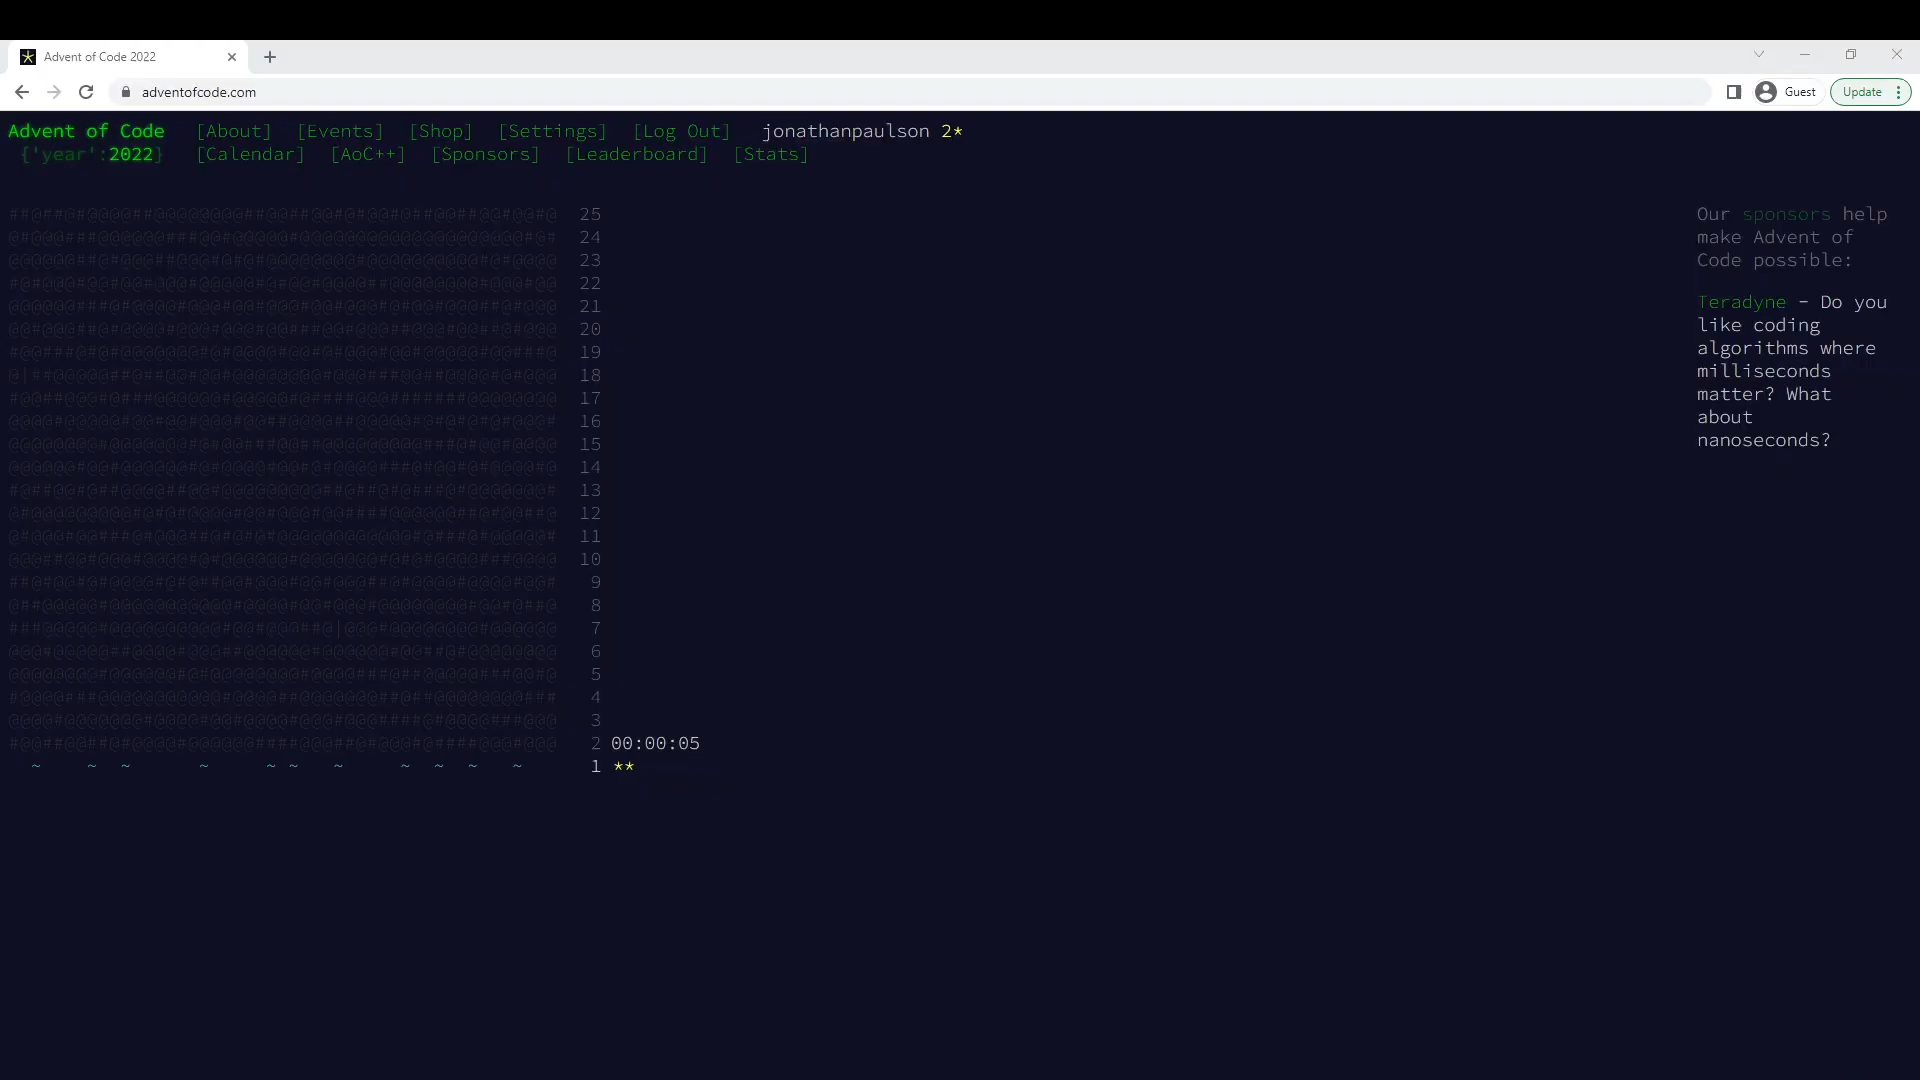 Advent of Code 2022
adventofcode.com
Guest
Update
Advent of Code [About] [Events] [Shop] [Settings] [Log Out] jonathanpaulson 2*
{'year':2022} [Calendar] [AoC++] [Sponsors] [Leaderboard] [Stats]
25
24
23
22
21
20
19
18
17
16
15
14
13
12
11
10
9
8
7
6
5
4
3
2 00:00:05
1 **
Our sponsors help
make Advent of
Code possible:
Teradyne - Do you
like coding
algorithms where
milliseconds
matter? What
about
nanoseconds?